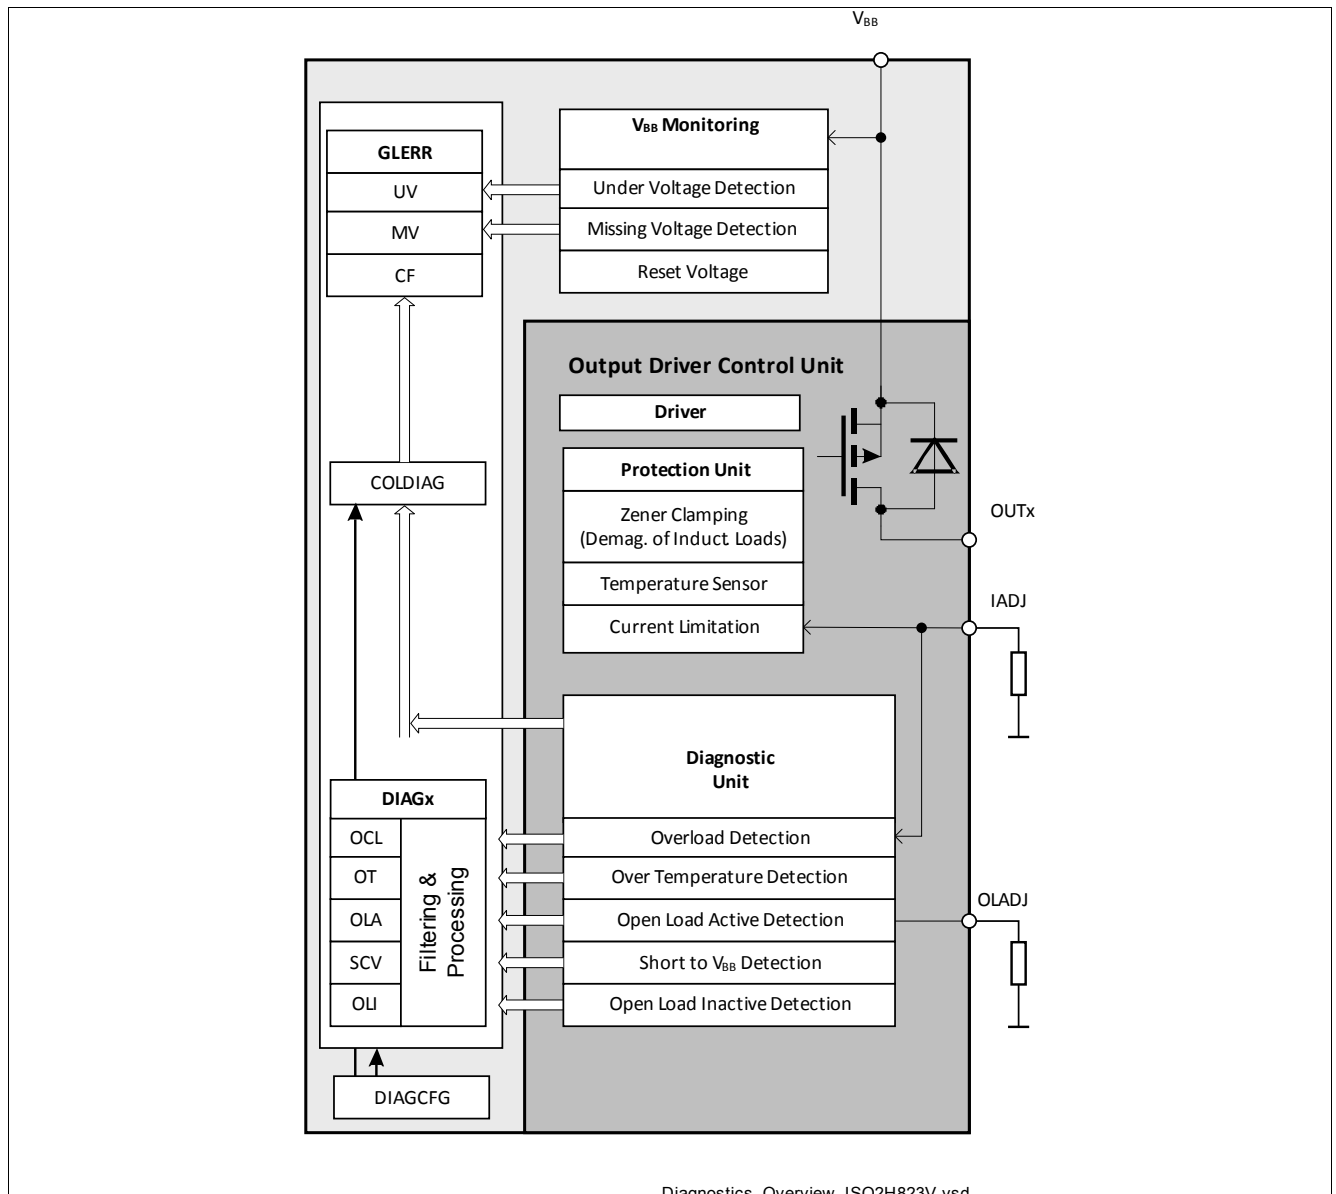 VBB
VBB Monitoring
GLERR
UV
Under Voltage Detection
MV
Missing Voltage Detection
CF
Reset Voltage
Output Driver Control Unit
Driver
Protection Unit
COLDIAG
Zener Clamping
(Demag. of Induct. Loads)
OUTx
Temperature Sensor
IADJ
Current Limitation
Diagnostic
Unit
DIAGx
OCL
Overload Detection
OT
Over Temperature Detection
OLADJ
OLA
Open Load Active Detection
SCV
Short to VBB Detection
OLI
Open Load Inactive Detection
Filtering &
Processing
DIAGCFG
Diagnostics_Overview_ISO2H823V.vsd